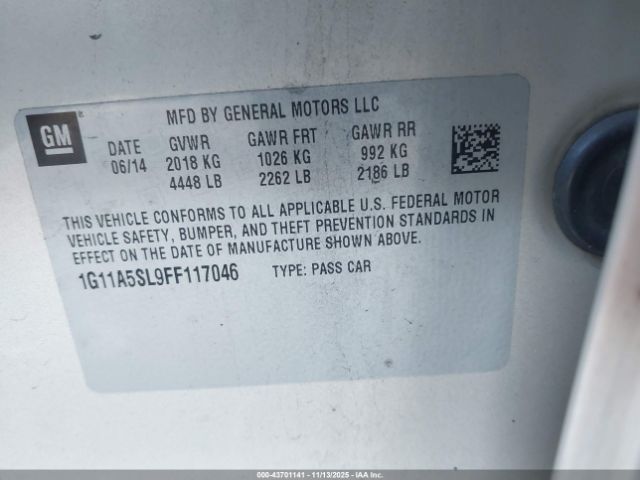 MFD BY GENERAL MOTORS LLC
GM
DATE GVWR GAWR FRT GAWR RR
06/14 2018 KG 1026 KG 992 KG
4448 LB 2262 LB 2186 LB
THIS VEHICLE CONFORMS TO ALL APPLICABLE U.S. FEDERAL MOTOR
VEHICLE SAFETY, BUMPER, AND THEFT PREVENTION STANDARDS IN
EFFECT ON THE DATE OF MANUFACTURE SHOWN ABOVE.
1G11A5SL9FF117046 TYPE: PASS CAR
000-43701141 - 11/13/2025 - IAAI.COM